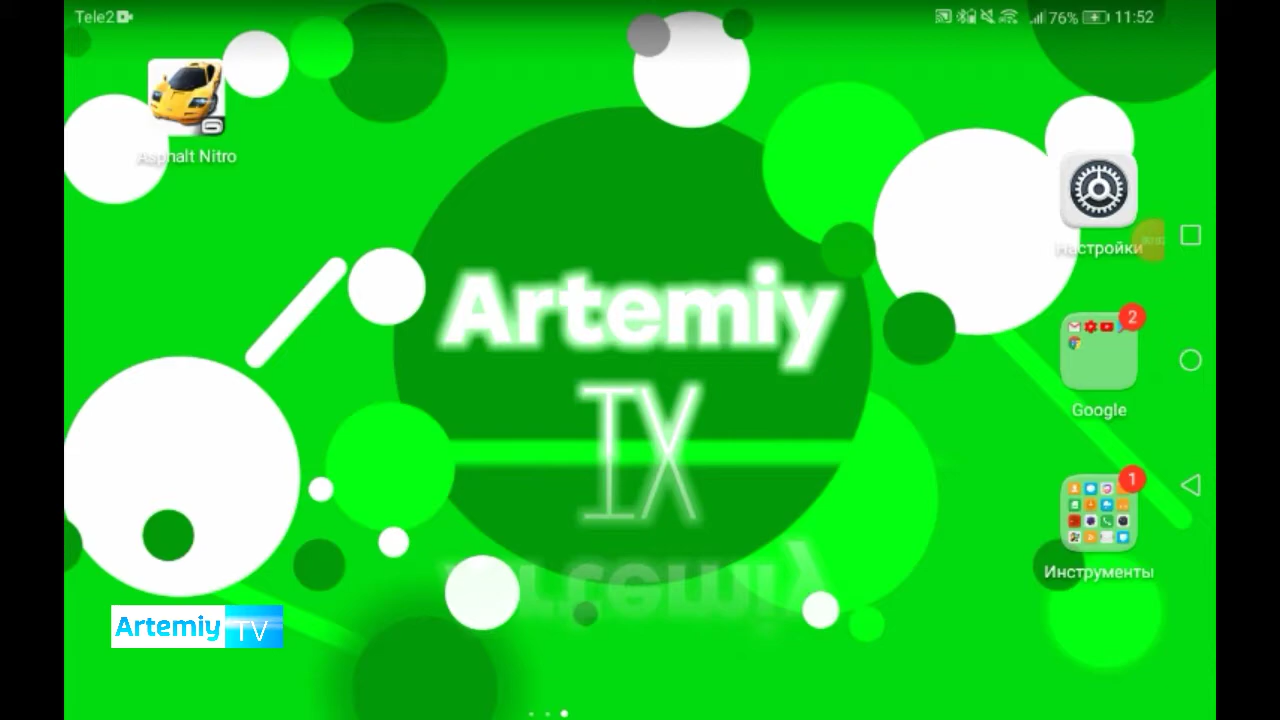 Tele2
76%
11:52
Asphalt Nitro
Настройки
Artemiy
IX
2
Google
1
Инструменты
Artemiy TV